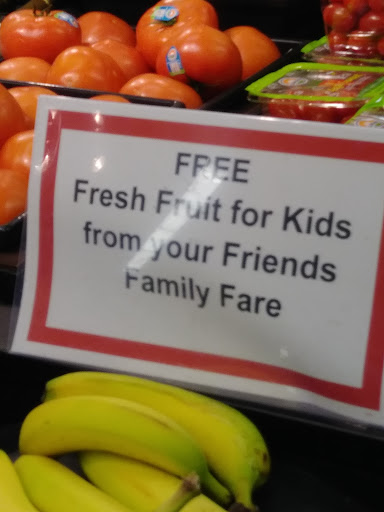 FREE
Fresh Fruit for Kids
from your Friends
Family Fare